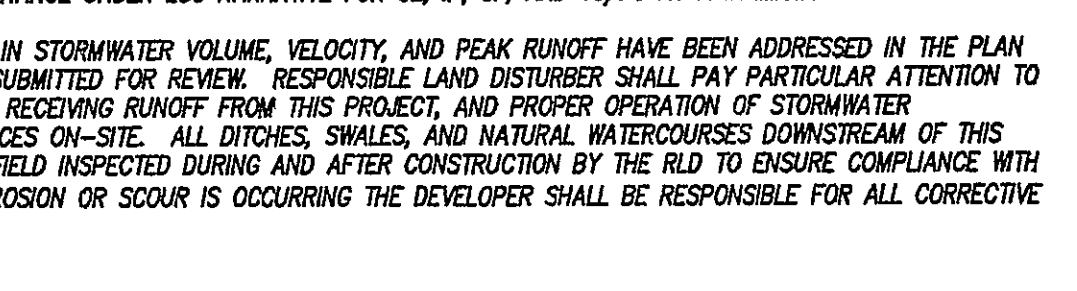 IN STORMWATER VOLUME, VELOCITY, AND PEAK RUNOFF HAVE BEEN ADDRESSED IN THE PLAN
SUBMITTED FOR REVIEW. RESPONSIBLE LAND DISTURBER SHALL PAY PARTICULAR ATTENTION TO
RECEIVING RUNOFF FROM THIS PROJECT, AND PROPER OPERATION OF STORMWATER
CES ON-SITE. ALL DITCHES, SWALES, AND NATURAL WATERCOURSES DOWNSTREAM OF THIS
FIELD INSPECTED DURING AND AFTER CONSTRUCTION BY THE RLD TO ENSURE COMPLIANCE WITH
ROSION OR SCOUR IS OCCURRING THE DEVELOPER SHALL BE RESPONSIBLE FOR ALL CORRECTIVE